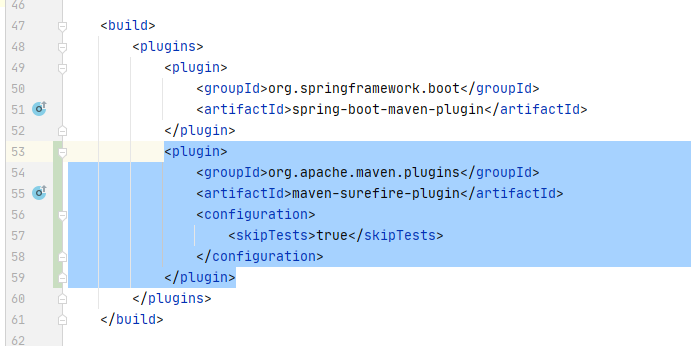 46
47 <build>
48 <plugins>
49 <plugin>
50 <groupId>org.springframework.boot</groupId>
51 <artifactId>spring-boot-maven-plugin</artifactId>
52 </plugin>
53 <plugin>
54 <groupId>org.apache.maven.plugins</groupId>
55 <artifactId>maven-surefire-plugin</artifactId>
56 <configuration>
57 <skipTests>true</skipTests>
58 </configuration>
59 </plugin>
60 </plugins>
61 </build>
62